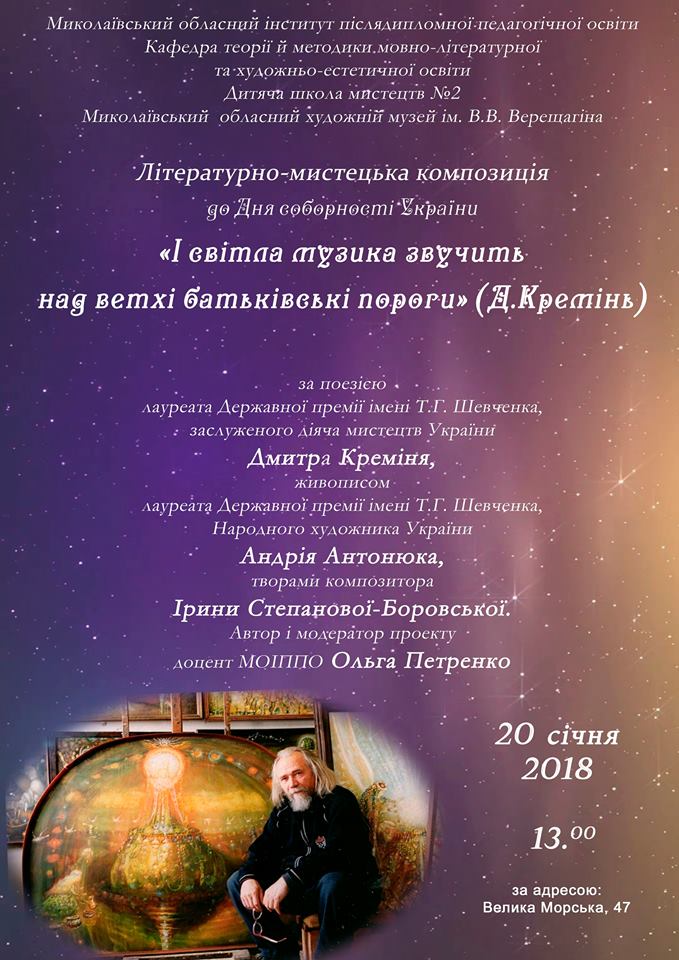 Миколаївський обласний інститут післядипломної педагогічної освіти
Кафедра теорії й методики мовно-літературної
та художньо-естетичної освіти
Дитяча школа мистецтв №2
Миколаївський обласний художній музей ім. В.В. Верещагіна
Літературно-мистецька композиція
до Дня соборності України
«І світла музика звучить
над ветхі батьківські пороги» (Д.Кремінь)
за поезією
лауреата Державної премії імені Т.Г. Шевченка,
заслуженого діяча мистецтв України
Дмитра Креміня,
живописом
лауреата Державної премії імені Т.Г. Шевченка,
Народного художника України
Андрія Антонюка,
творами композитора
Ірини Степанової-Боровської.
Автор і модератор проекту
доцент МОІППО Ольга Петренко
20 січня
2018
13.00
за адресою:
Велика Морська, 47